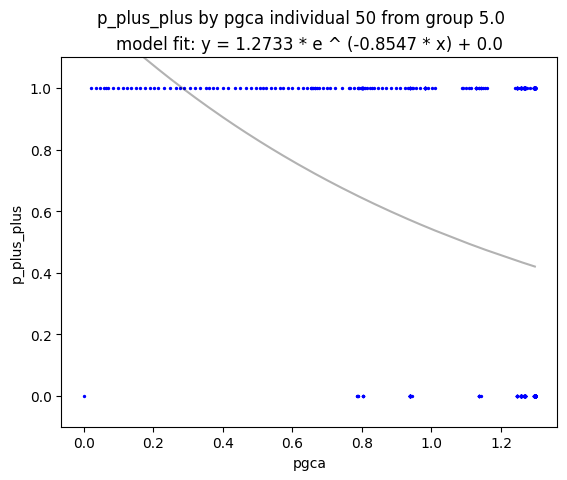 p_plus_plus by pgca individual 50 from group 5.0
model fit: y = 1.2733 * e ^ (-0.8547 * x) + 0.0
1.0
0.8
0.6
0.4
0.2
0.0
p_plus_plus
0.0 0.2 0.4 0.6 0.8 1.0 1.2
pgca